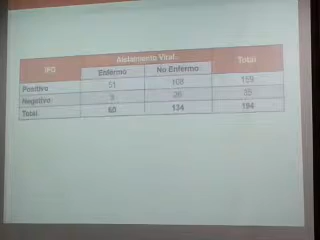 IFD Aislamiento Viral Total
Enfermo No Enfermo
Positivo 51 108 159
Negativo 9 26 35
Total 60 134 194